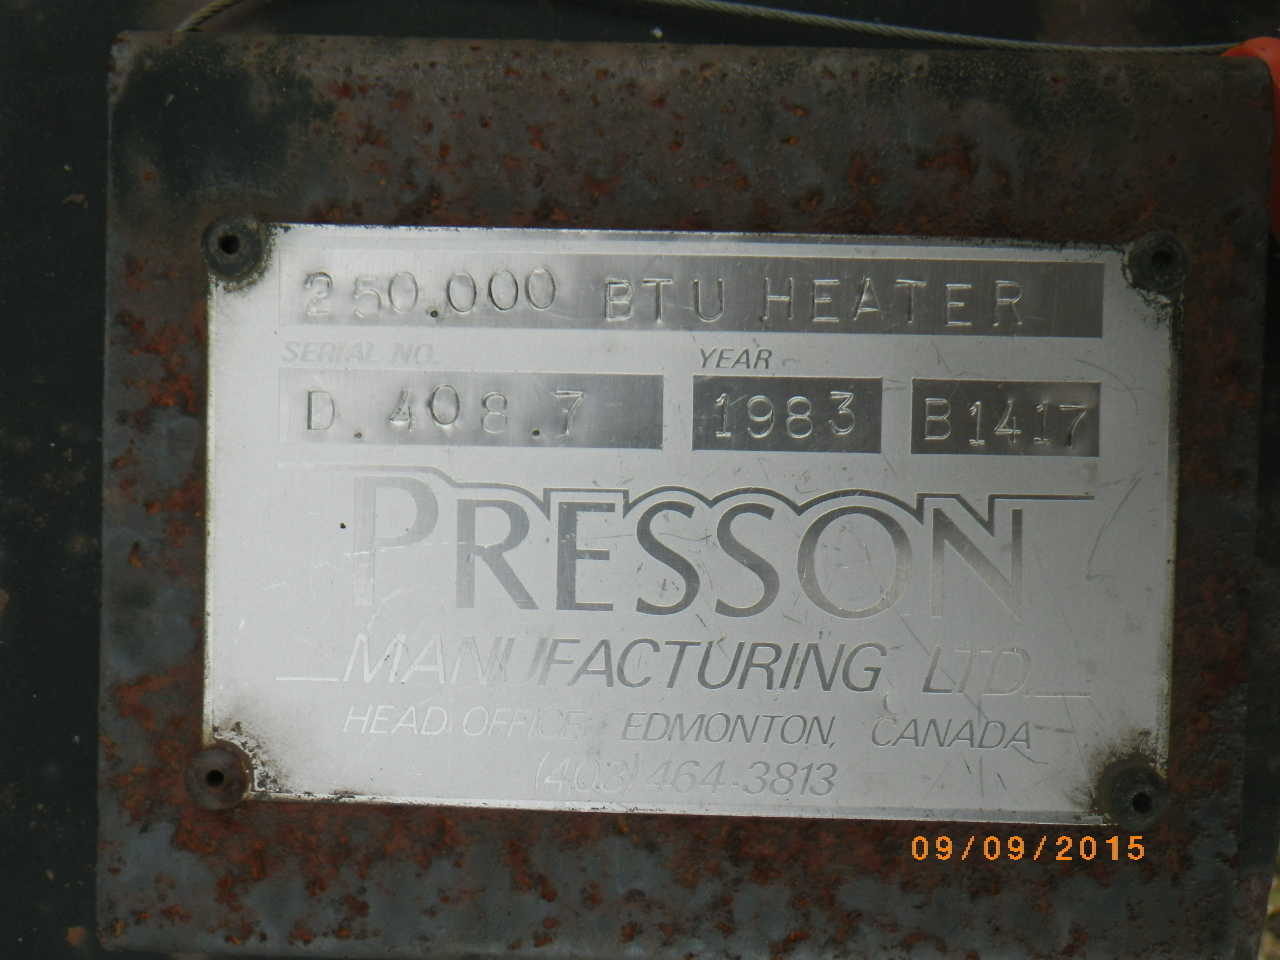 250.000 BTU HEATER
SERIAL NO. YEAR
D.408.7 1983 B1417
PRESSON
MANUFACTURING LTD.
HEAD OFFICE EDMONTON, CANADA
(403) 464-3813
09/09/2015